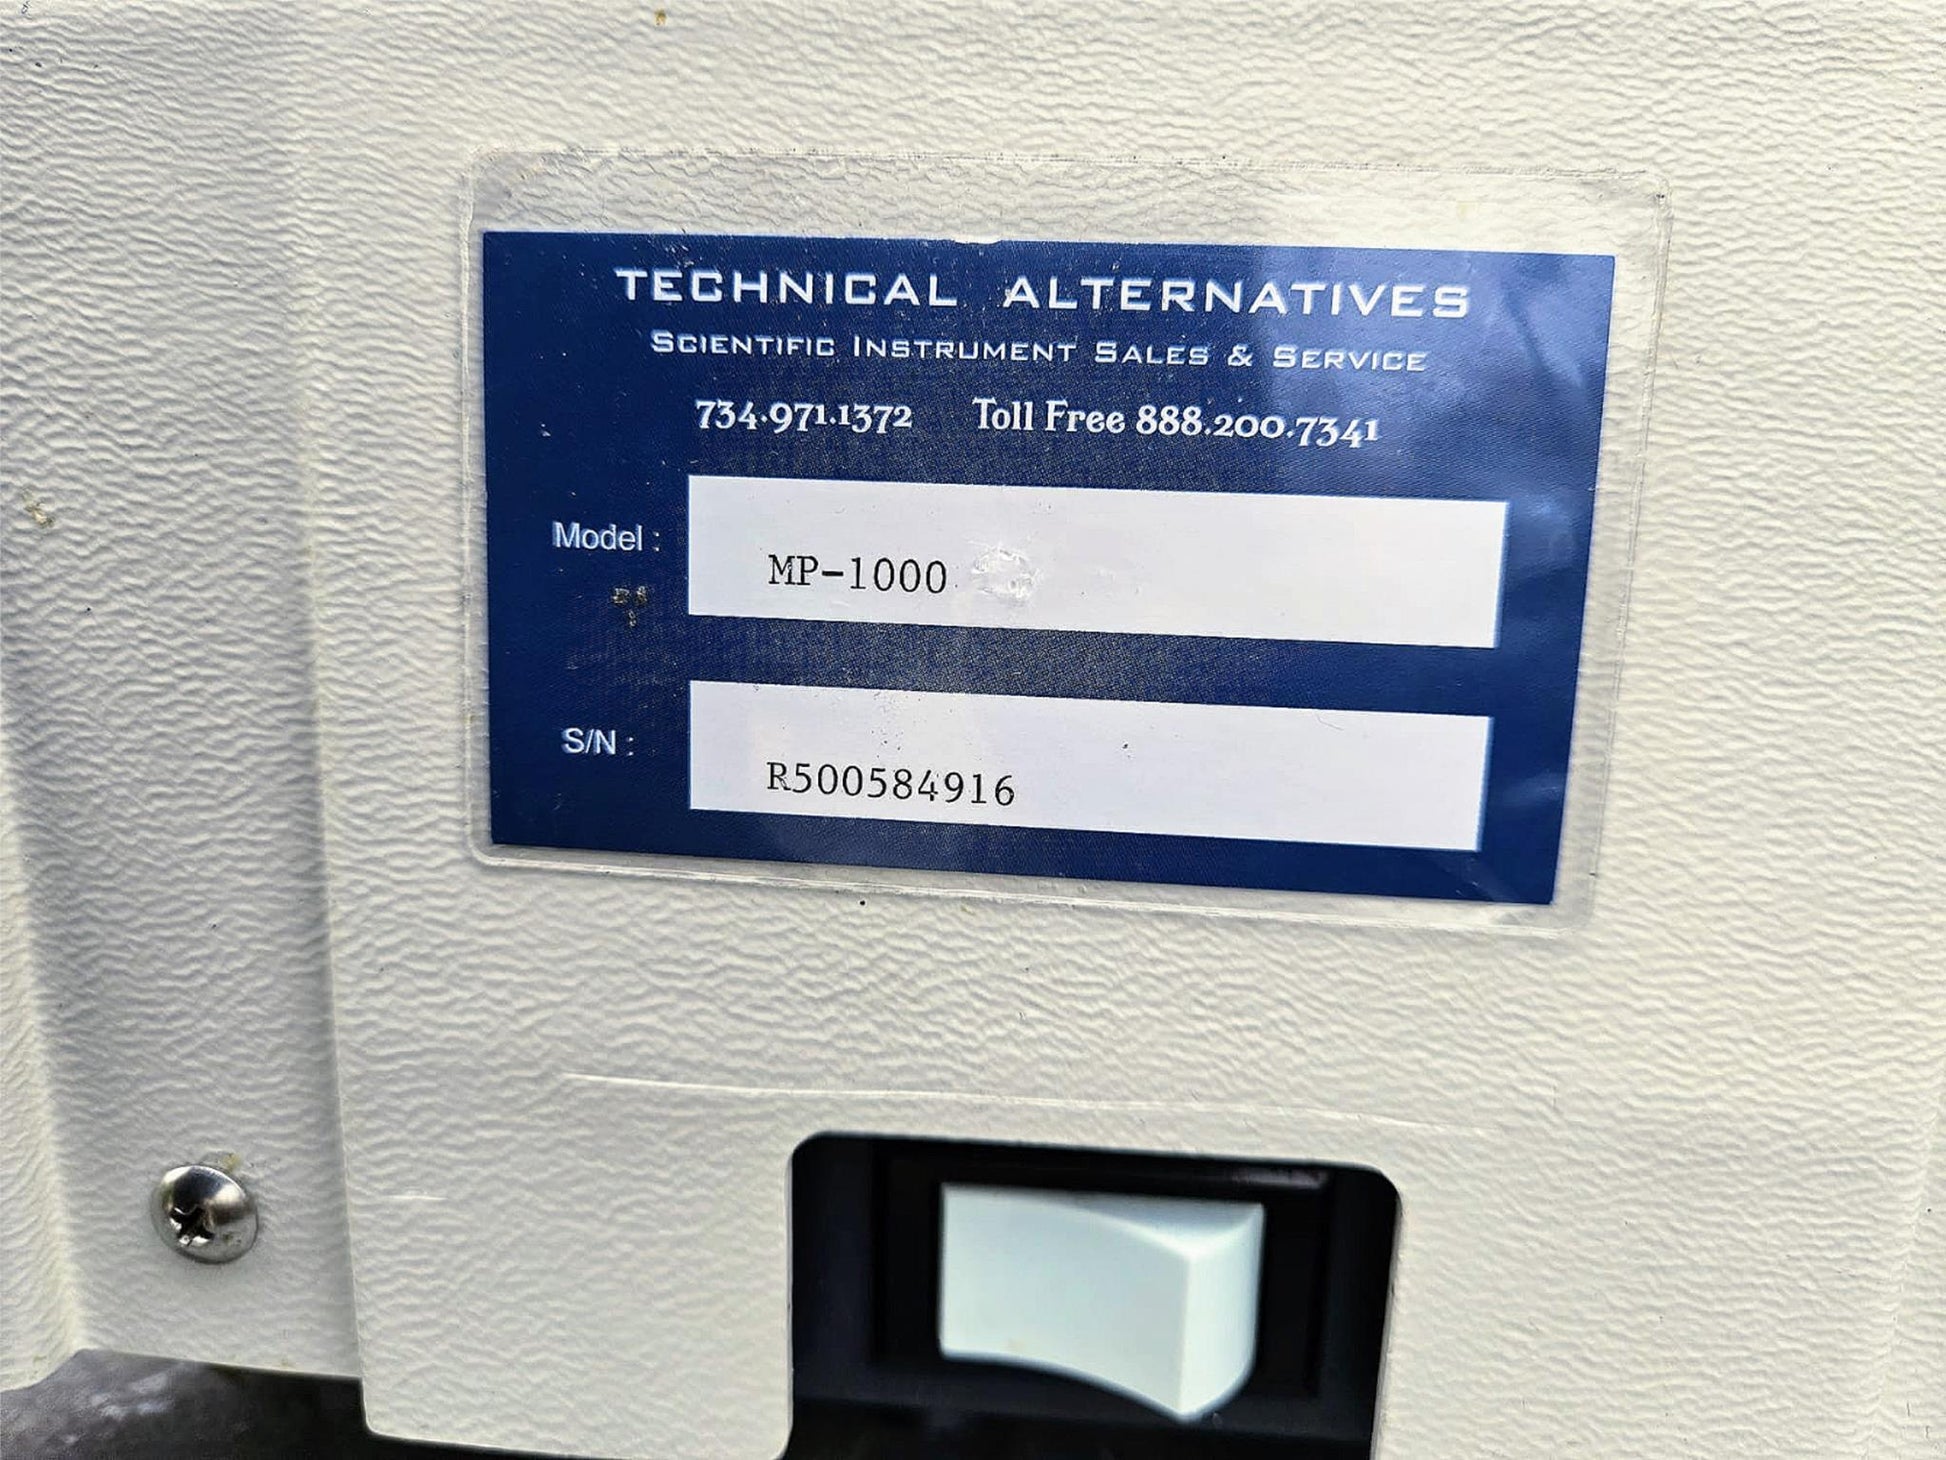 TECHNICAL ALTERNATIVES
SCIENTIFIC INSTRUMENT SALES & SERVICE
734.971.1372 Toll Free 888.200.7341
Model : MP-1000
S/N : R500584916